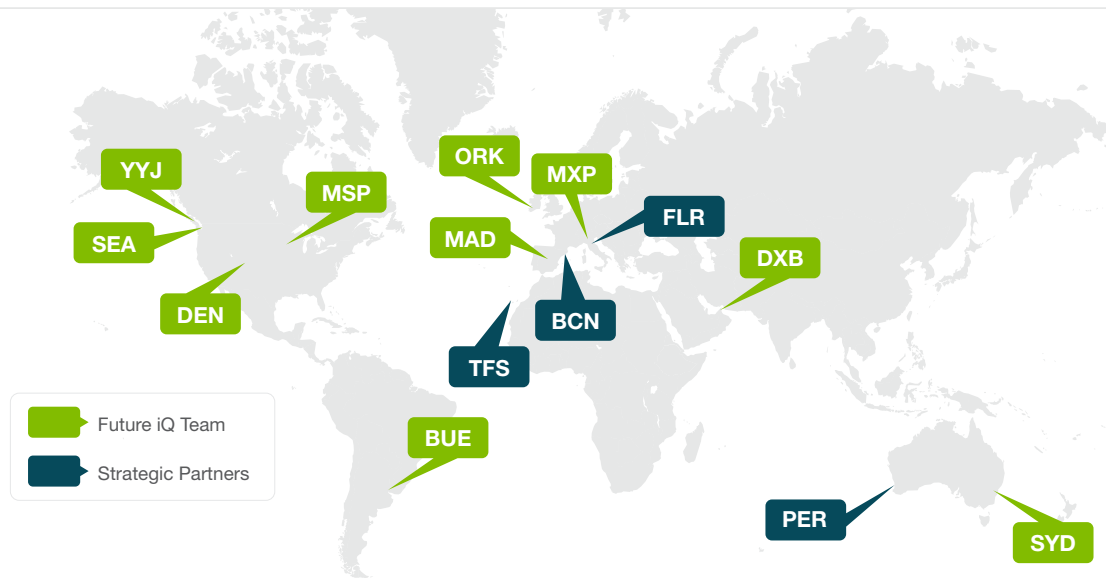 YYJ
ORK
MXP
MSP
FLR
SEA
MAD
DXB
DEN
BCN
TFS
Future iQ Team
BUE
Strategic Partners
PER
SYD